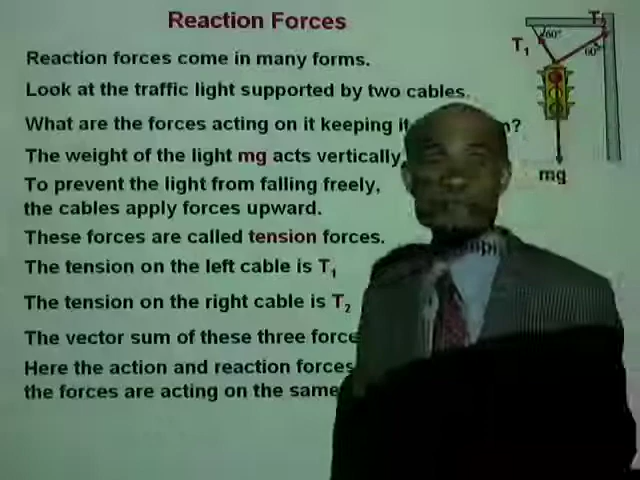 Reaction Forces
Reaction forces come in many forms.
Look at the traffic light supported by two cables.
What are the forces acting on it keeping it ?
The weight of the light mg acts vertically
To prevent the light from falling freely,
the cables apply forces upward.
These forces are called tension forces.
The tension on the left cable is T1
The tension on the right cable is T2
The vector sum of these three force
Here the action and reaction forces
the forces are acting on the same
T2
60°
T1
60°
mg